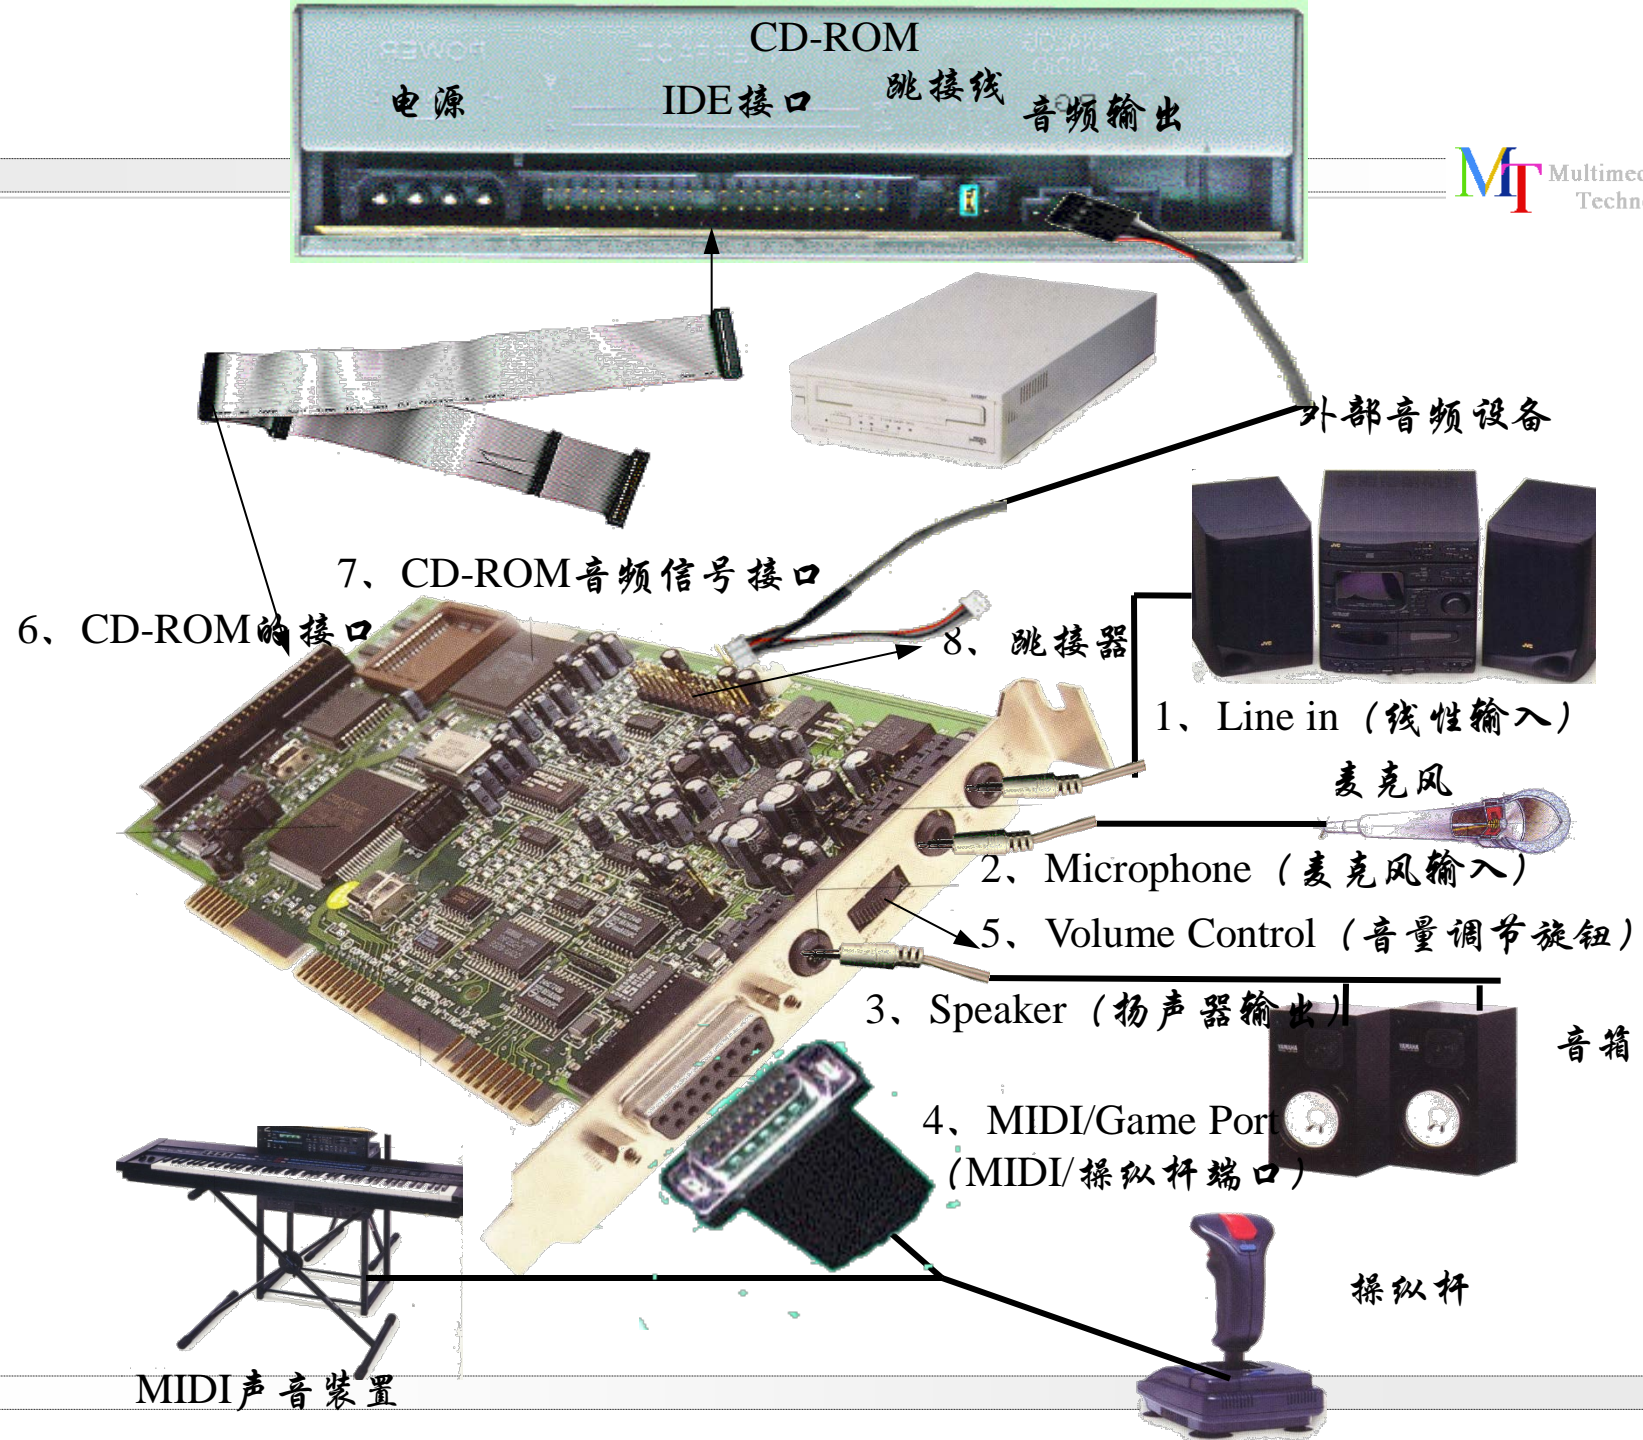 CD-ROM
电源
IDE接口
跳接线
音频输出
Multimed
Techno
外部音频设备
7、CD-ROM音频信号接口
6、CD-ROM的接口
8、跳接器
1、Line in（线性输入）
麦克风
2、Microphone（麦克风输入）
5、Volume Control（音量调节旋钮）
3、Speaker（扬声器输出）
音箱
4、MIDI/Game Port
（MIDI/操纵杆端口）
操纵杆
MIDI声音装置